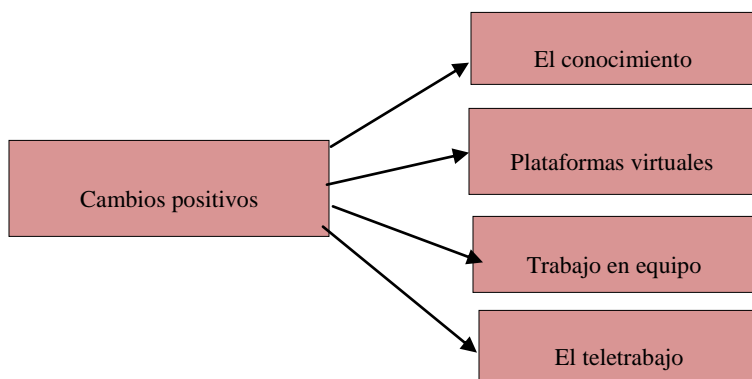 El conocimiento
Plataformas virtuales
Cambios positivos
Trabajo en equipo
El teletrabajo